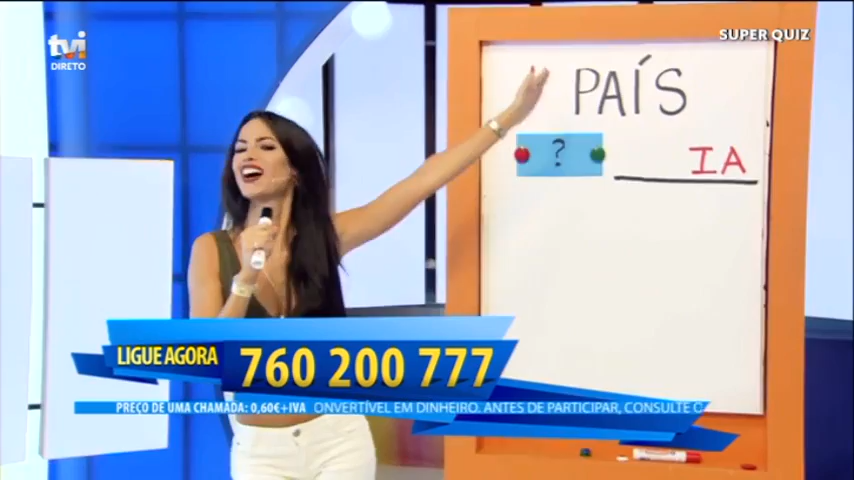 tvi
DIRETO
SUPER QUIZ
PAÍS
?
IA
LIGUE AGORA
760 200 777
PREÇO DE UMA CHAMADA: 0,60€+IVA ONVERTÍVEL EM DINHEIRO. ANTES DE PARTICIPAR, CONSULTE O